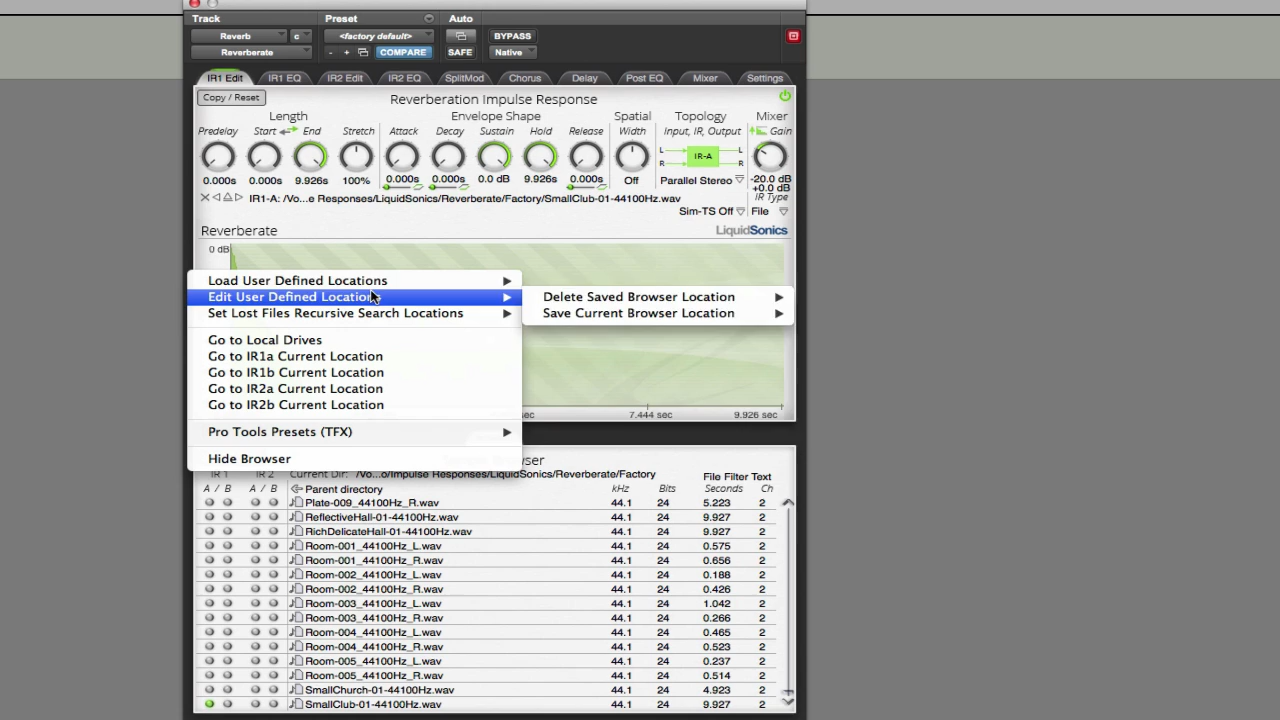 Track Preset Auto
Reverb c <factory default> BYPASS
Reverberate - + COMPARE SAFE Native
IR1 Edit IR1 EQ IR2 Edit IR2 EQ SplitMod Chorus Delay Post EQ Mixer Settings
Copy / Reset Reverberation Impulse Response
Length Envelope Shape Spatial Topology Mixer
Predelay Start End Stretch Attack Decay Sustain Hold Release Width Input, IR, Output Gain
L IR-A L
R R
0.000s 0.000s 9.926s 100% 0.000s 0.000s 0.0 dB 9.926s 0.000s Off Parallel Stereo -20.0 dB
+0.0 dB
IR1-A: /Vo...e Responses/LiquidSonics/Reverberate/Factory/SmallClub-01-44100Hz.wav IR Type
Sim-TS Off File
Reverberate LiquidSonics
0 dB
Load User Defined Locations
Edit User Defined Locations Delete Saved Browser Location
Set Lost Files Recursive Search Locations Save Current Browser Location
Go to Local Drives
Go to IR1a Current Location
Go to IR1b Current Location
Go to IR2a Current Location
Go to IR2b Current Location
sec 7.444 sec 9.926 sec
Pro Tools Presets (TFX)
Hide Browser
IR 1 IR 2 Current Dir: /Vo...o/Impulse Responses/LiquidSonics/Reverberate/Factory File Filter Text
A / B A / B Parent directory kHz Bits Seconds Ch
Plate-009_44100Hz_R.wav 44.1 24 5.223 2
ReflectiveHall-01-44100Hz.wav 44.1 24 9.927 2
RichDelicateHall-01-44100Hz.wav 44.1 24 9.927 2
Room-001_44100Hz_L.wav 44.1 24 0.575 2
Room-001_44100Hz_R.wav 44.1 24 0.656 2
Room-002_44100Hz_L.wav 44.1 24 0.188 2
Room-002_44100Hz_R.wav 44.1 24 0.426 2
Room-003_44100Hz_L.wav 44.1 24 1.042 2
Room-003_44100Hz_R.wav 44.1 24 0.266 2
Room-004_44100Hz_L.wav 44.1 24 0.465 2
Room-004_44100Hz_R.wav 44.1 24 0.523 2
Room-005_44100Hz_L.wav 44.1 24 0.237 2
Room-005_44100Hz_R.wav 44.1 24 0.514 2
SmallChurch-01-44100Hz.wav 44.1 24 4.923 2
SmallClub-01-44100Hz.wav 44.1 24 9.927 2